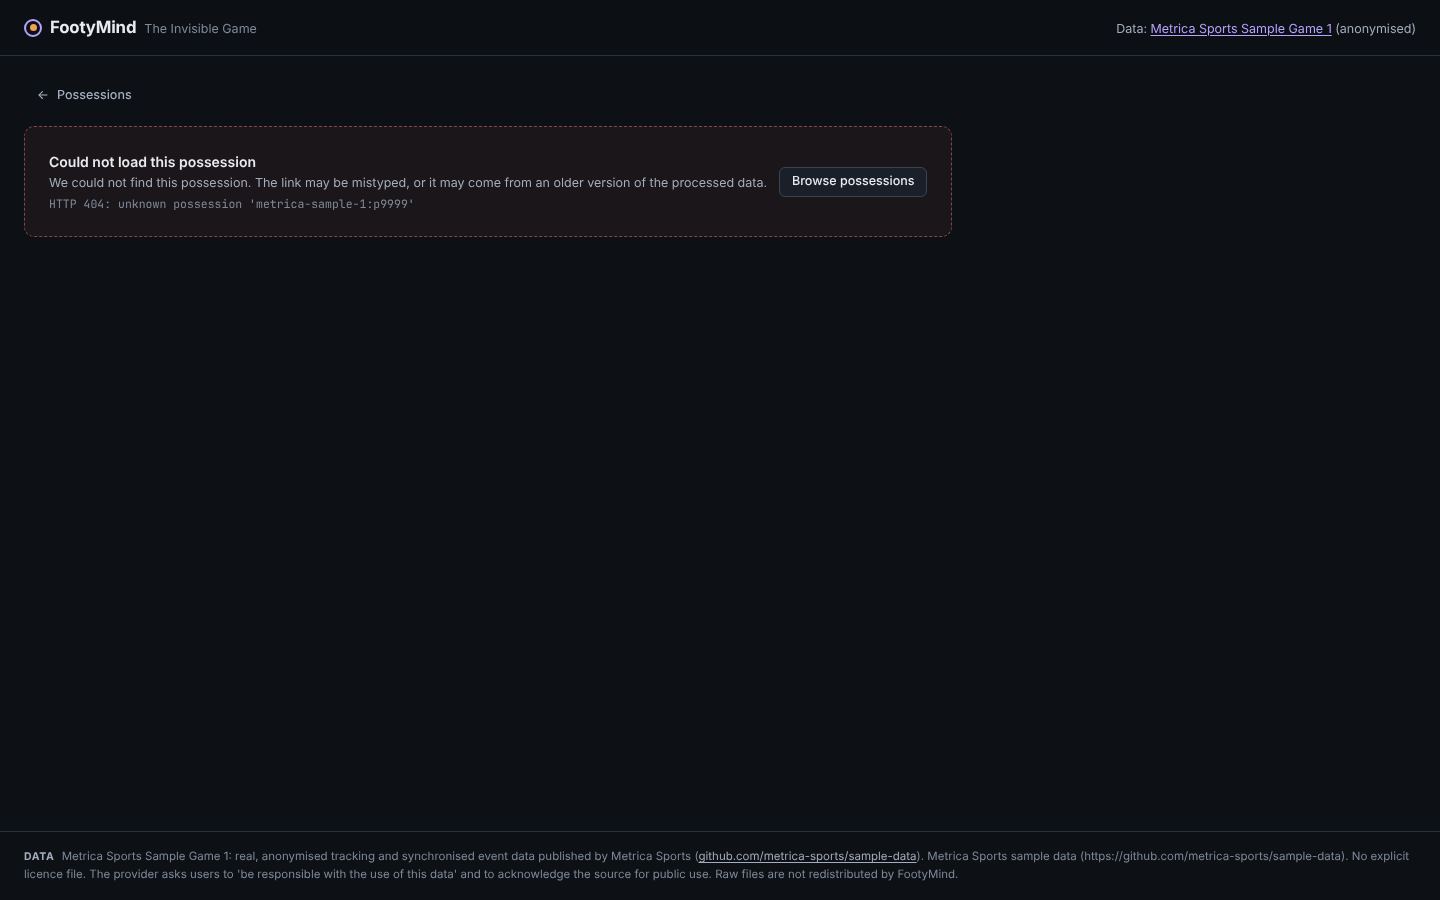 FootyMind The Invisible Game
Data: Metrica Sports Sample Game 1 (anonymised)
← Possessions
Could not load this possession
We could not find this possession. The link may be mistyped, or it may come from an older version of the processed data.
HTTP 404: unknown possession 'metrica-sample-1:p9999'
Browse possessions
DATA Metrica Sports Sample Game 1: real, anonymised tracking and synchronised event data published by Metrica Sports (github.com/metrica-sports/sample-data). Metrica Sports sample data (https://github.com/metrica-sports/sample-data). No explicit
licence file. The provider asks users to 'be responsible with the use of this data' and to acknowledge the source for public use. Raw files are not redistributed by FootyMind.